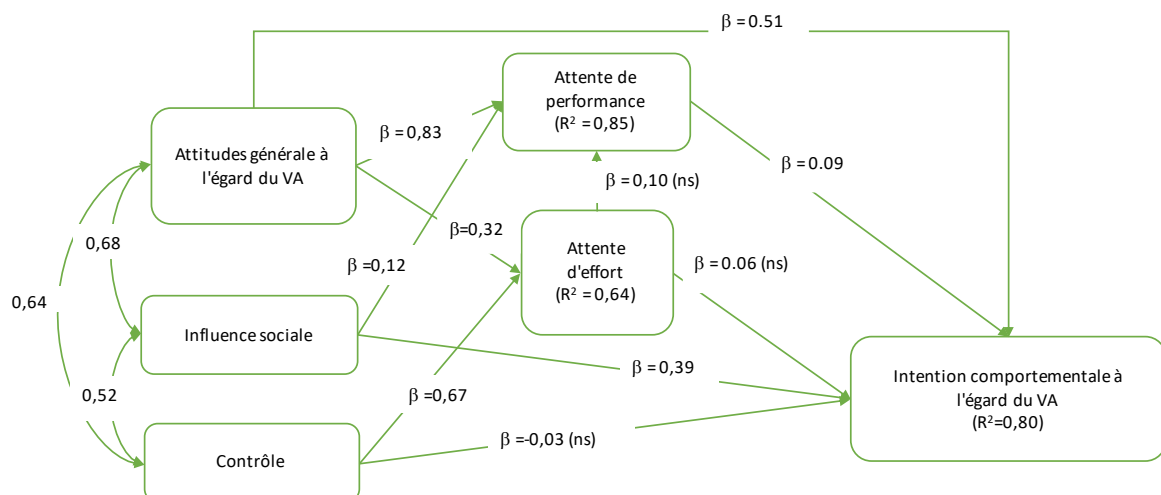 β = 0.51
Attente de
performance
(R² = 0,85)
β = 0,83
Attitudes générale à
l'égard du VA
β = 0.09
β = 0,10 (ns)
β=0,32
0,68
Attente
d'effort
(R² = 0,64)
β = 0.06 (ns)
β=0,12
0,64
Influence sociale
β = 0,39
Intention comportementale à
l'égard du VA
(R²=0,80)
0,52
β=0,67
β=-0,03 (ns)
Contrôle